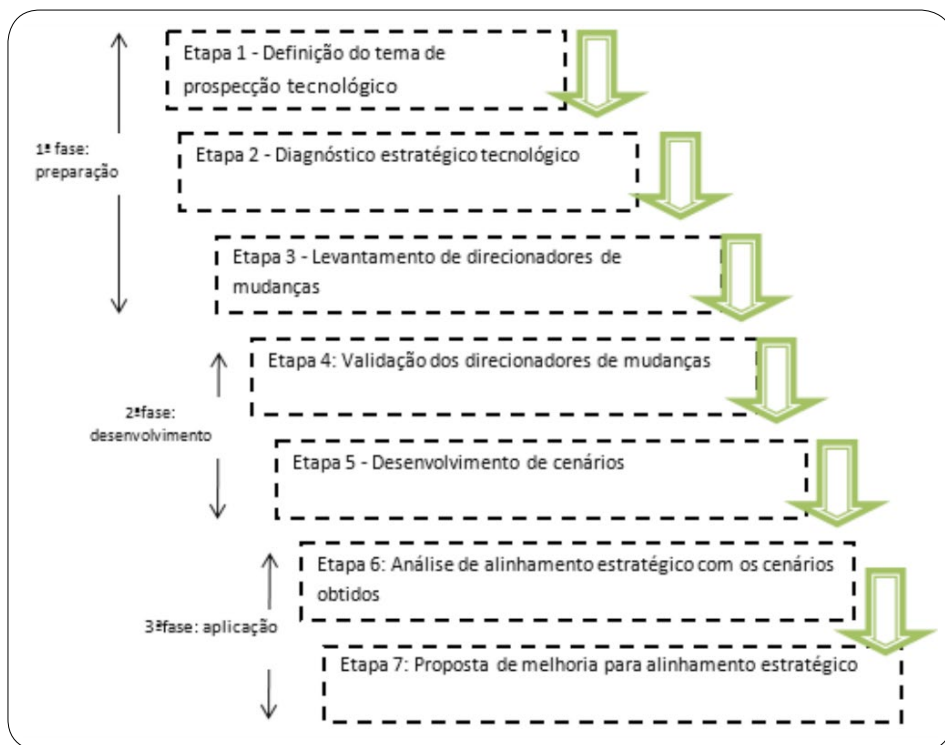 Etapa 1 - Definição do tema de
prospecção tecnológico
Etapa 2 - Diagnóstico estratégico tecnológico
1ª fase:
preparação
Etapa 3 - Levantamento de direcionadores de
mudanças
Etapa 4: Validação dos direcionadores de mudanças
2ªfase:
desenvolvimento
Etapa 5 - Desenvolvimento de cenários
Etapa 6: Análise de alinhamento estratégico com os cenários
obtidos
3ªfase: aplicação
Etapa 7: Proposta de melhoria para alinhamento estratégico